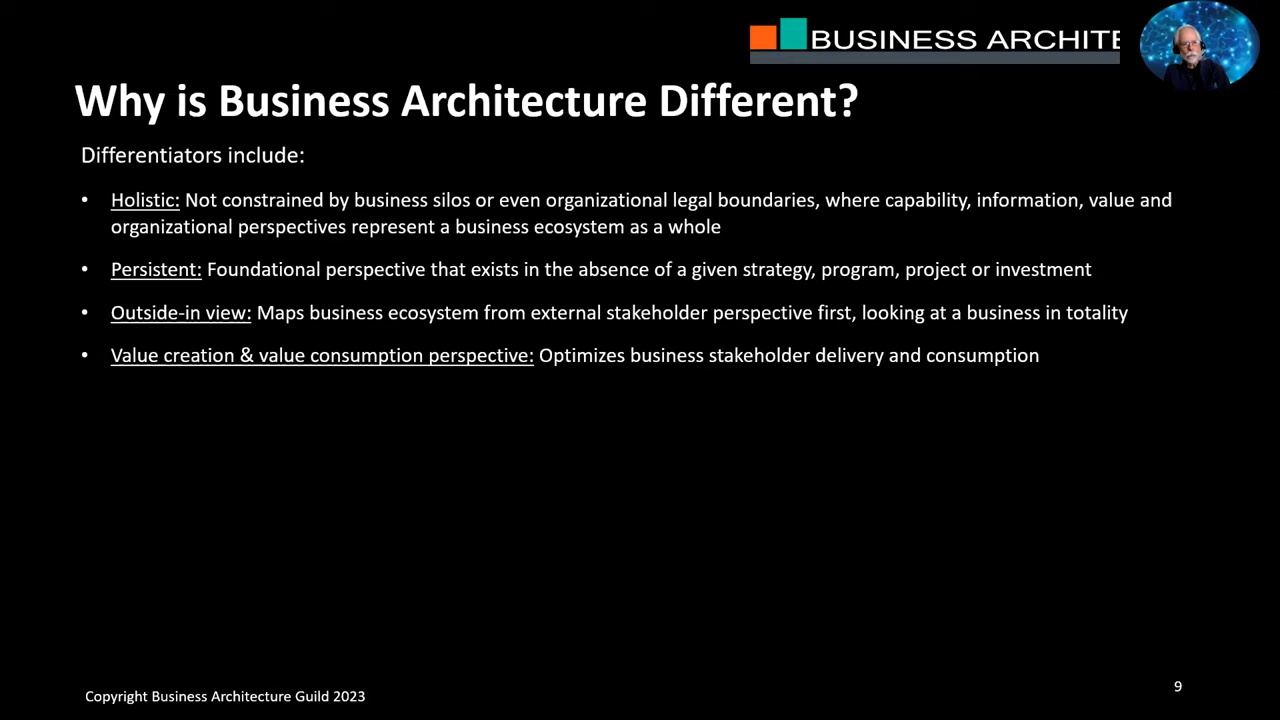 BUSINESS ARCHITE
Why is Business Architecture Different?
Differentiators include:
• Holistic: Not constrained by business silos or even organizational legal boundaries, where capability, information, value and
organizational perspectives represent a business ecosystem as a whole
• Persistent: Foundational perspective that exists in the absence of a given strategy, program, project or investment
• Outside-in view: Maps business ecosystem from external stakeholder perspective first, looking at a business in totality
• Value creation & value consumption perspective: Optimizes business stakeholder delivery and consumption
Copyright Business Architecture Guild 2023
9